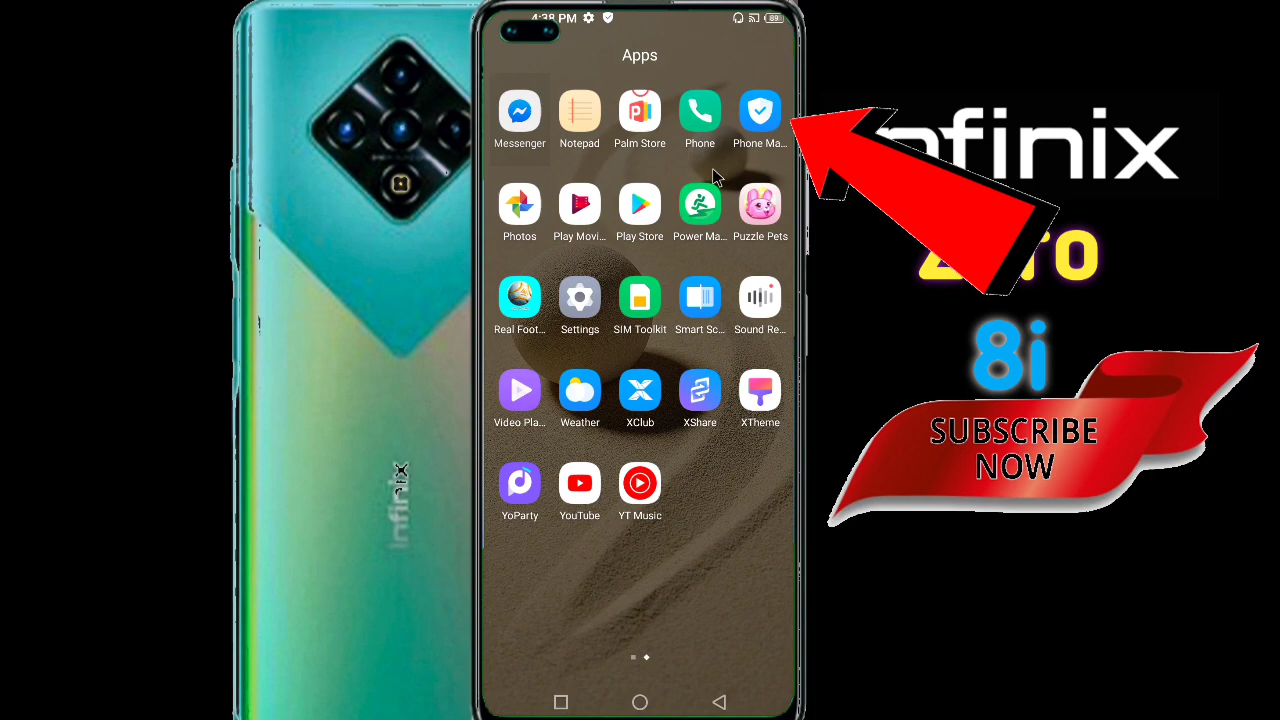 4:38 PM
89
Apps
Messenger
Notepad
Palm Store
Phone
Phone Ma...
Photos
Play Movi...
Play Store
Power Ma...
Puzzle Pets
Real Foot...
Settings
SIM Toolkit
Smart Sc...
Sound Re...
Video Pla...
Weather
XClub
XShare
XTheme
YoParty
YouTube
YT Music
Infinix
nfinix
8i
SUBSCRIBE
NOW